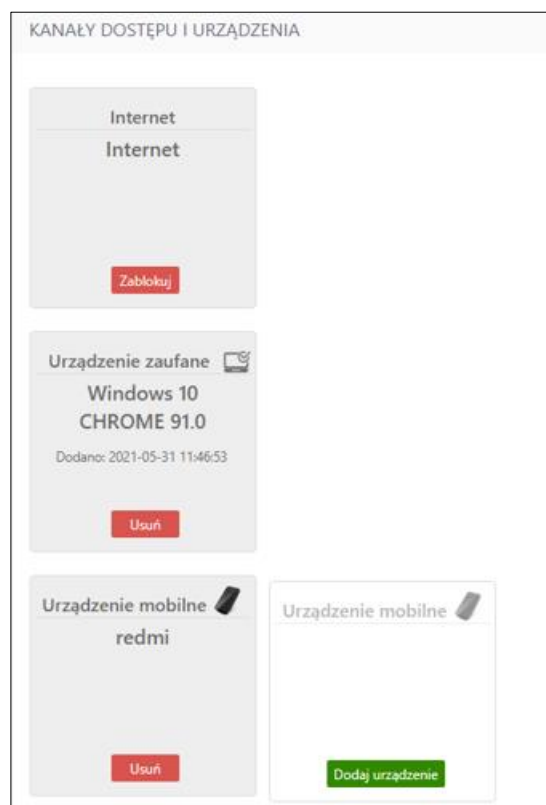 KANAŁY DOSTĘPU I URZĄDZENIA
Internet
Internet
Zablokuj
Urządzenie zaufane
Windows 10
CHROME 91.0
Dodano: 2021-05-31 11:46:53
Usuń
Urządzenie mobilne
redmi
Usuń
Urządzenie mobilne
Dodaj urządzenie